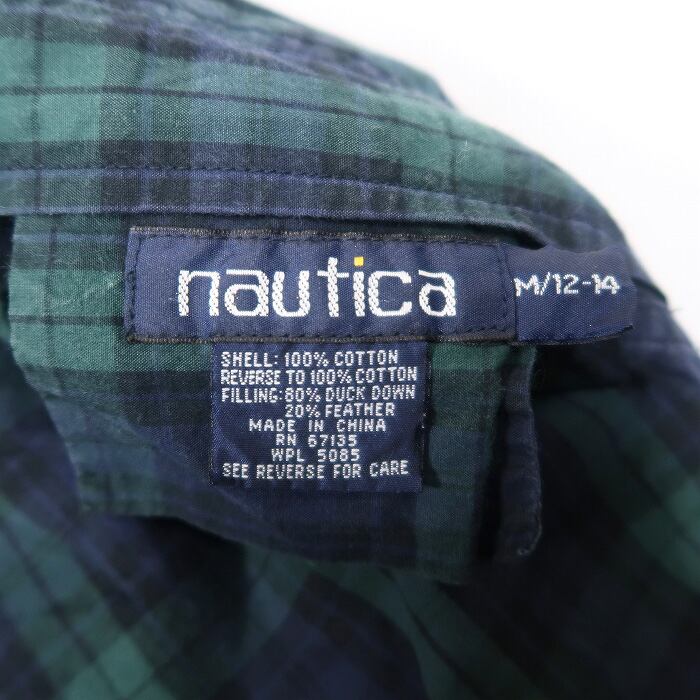 nautica
M/12-14
SHELL: 100% COTTON
REVERSE TO 100% COTTON
FILLING: 80% DUCK DOWN
20% FEATHER
MADE IN CHINA
RN 67135
WPL 5085
SEE REVERSE FOR CARE